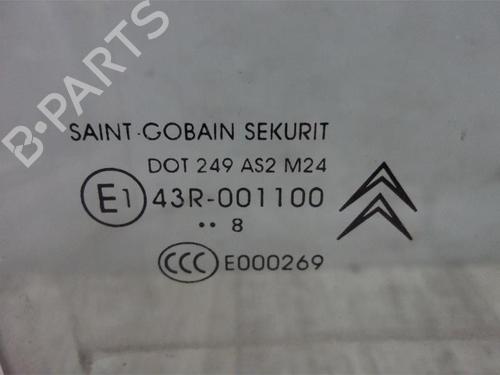 B-PARTS
SAINT-GOBAIN SEKURIT
DOT 249 AS2 M24
E1 43R-001100
•• 8
CCC E000269